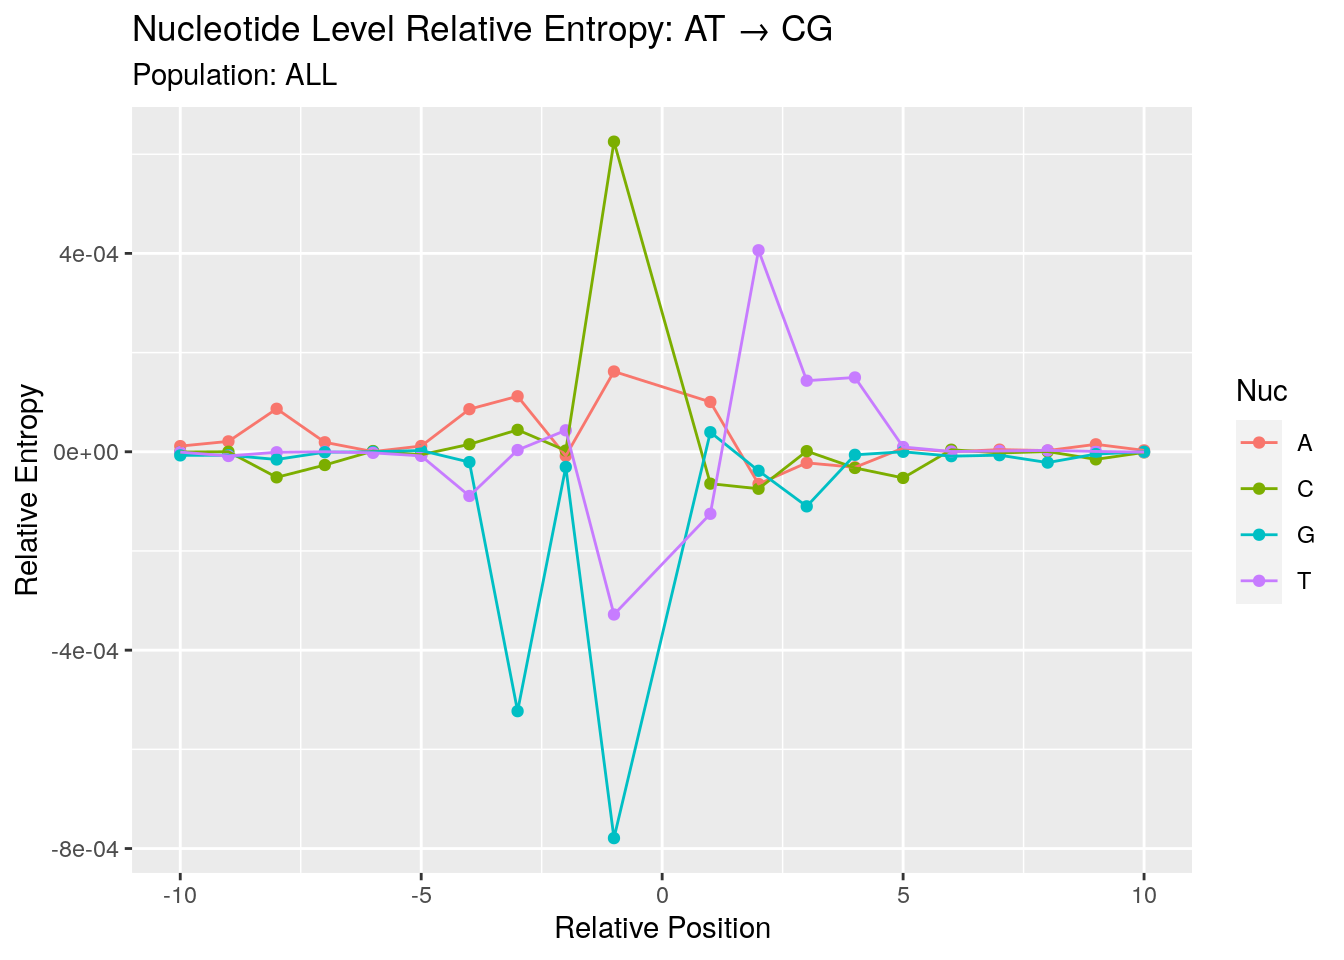 Nucleotide Level Relative Entropy: AT → CG
Population: ALL
4e-04
0e+00
-4e-04
-8e-04
Relative Entropy
-10
-5
0
5
10
Relative Position
Nuc
A
C
G
T